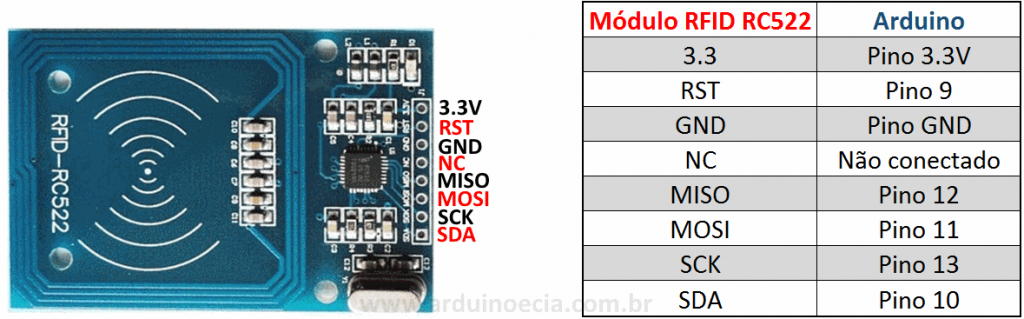 RFID-RC522
3.3V
RST
GND
NC
MISO
MOSI
SCK
SDA
Módulo RFID RC522 Arduino
3.3 Pino 3.3V
RST Pino 9
GND Pino GND
NC Não conectado
MISO Pino 12
MOSI Pino 11
SCK Pino 13
SDA Pino 10
www.arduinoecia.com.br